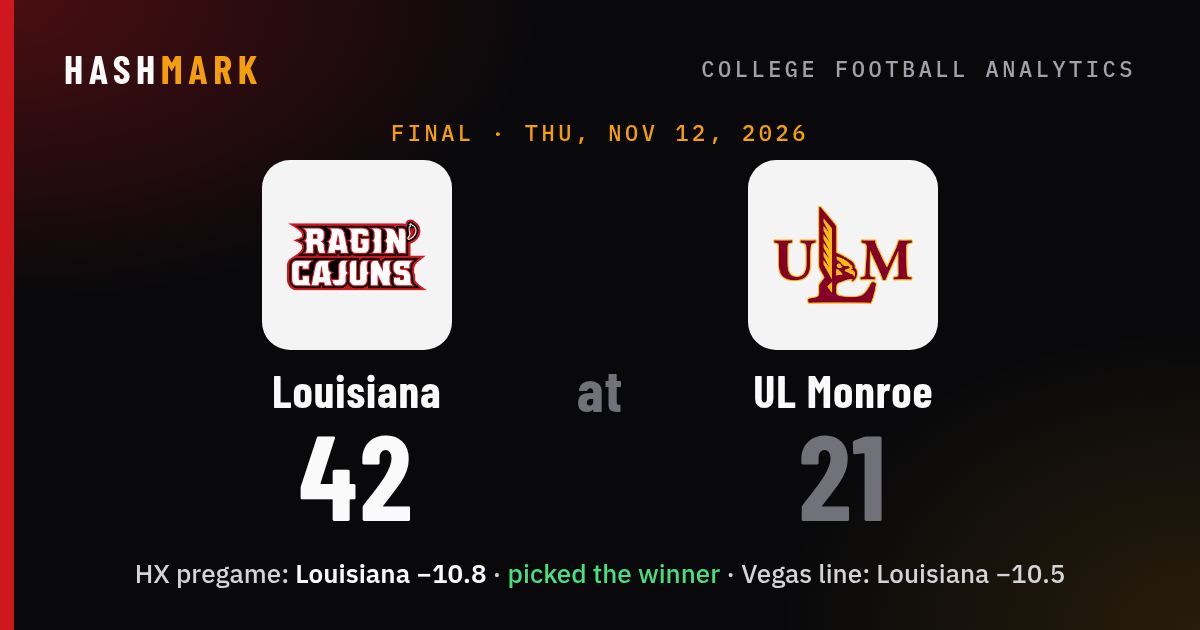 HASHMARK
COLLEGE FOOTBALL ANALYTICS
FINAL · THU, NOV 12, 2026
RAGIN'
CAJUNS
ULM
Louisiana
at
UL Monroe
42
21
HX pregame: Louisiana −10.8 · picked the winner · Vegas line: Louisiana −10.5